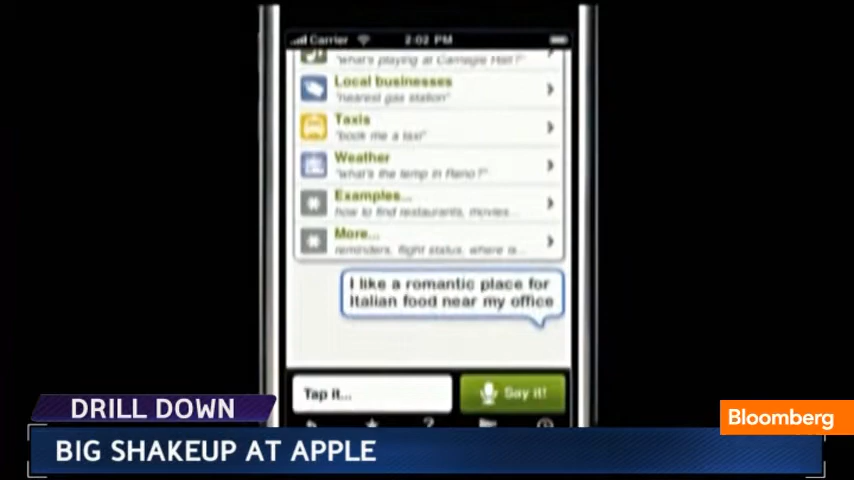 Carrier 2:02 PM
"what's playing at Carnegie Hall?"
Local businesses
"nearest gas station"
Taxis
"book me a taxi"
Weather
"what's the temp in Reno?"
Examples...
how to find restaurants, movies...
More...
reminders, flight status, where is...
I like a romantic place for
Italian food near my office
Tap it...
Say it!
DRILL DOWN
Bloomberg
BIG SHAKEUP AT APPLE